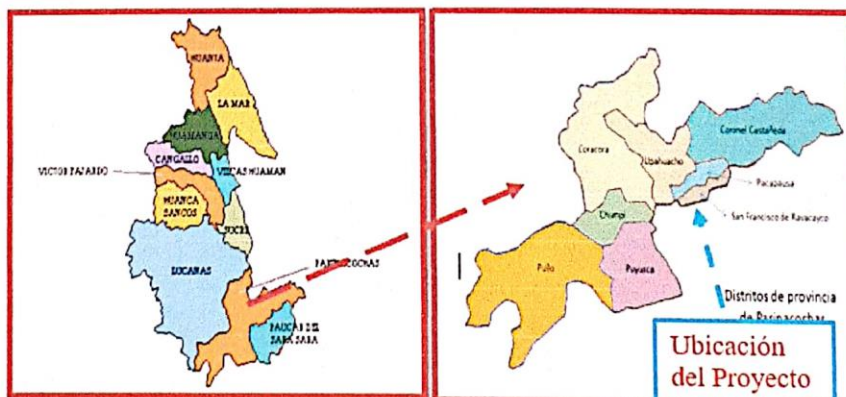 HUANTA
LA MAR
HUAMANGA
CANGALLO
VICTOR FAJARDO
VILCAS HUAMAN
HUANCA
SANCOS
SUCRE
LUCANAS
PARINACOCHAS
PAUCAR DEL
SARA SARA
Coronel Castañeda
Coracora
Upahuacho
Pacapausa
San Francisco de Ravacayco
Chumpi
Pullo
Puyusca
Distritos de provincia
de Parinacochas
Ubicación
del Proyecto